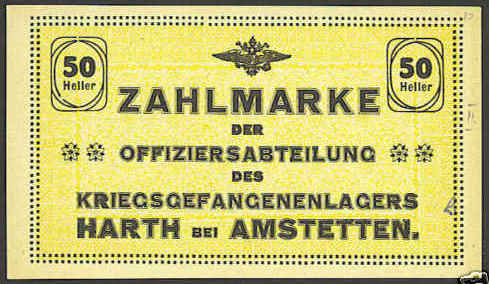 50 Heller
50 Heller
ZAHLMARKE
DER
OFFIZIERSABTEILUNG
DES
KRIEGSGEFANGENENLAGERS
HARTH BEI AMSTETTEN.